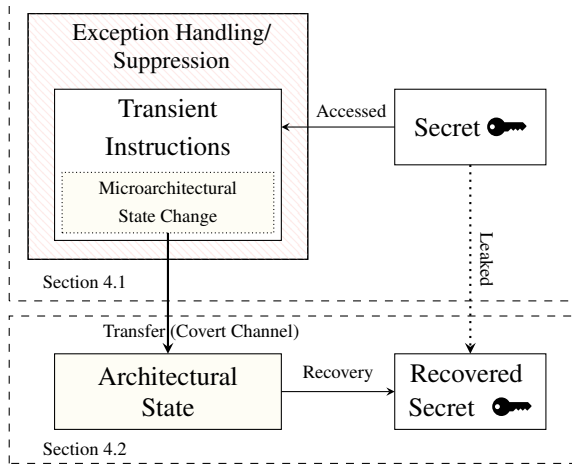 Exception Handling/
Suppression
Transient
Instructions
Microarchitectural
State Change
Accessed
Secret
Leaked
Section 4.1
Transfer (Covert Channel)
Architectural
State
Recovery
Recovered
Secret
Section 4.2